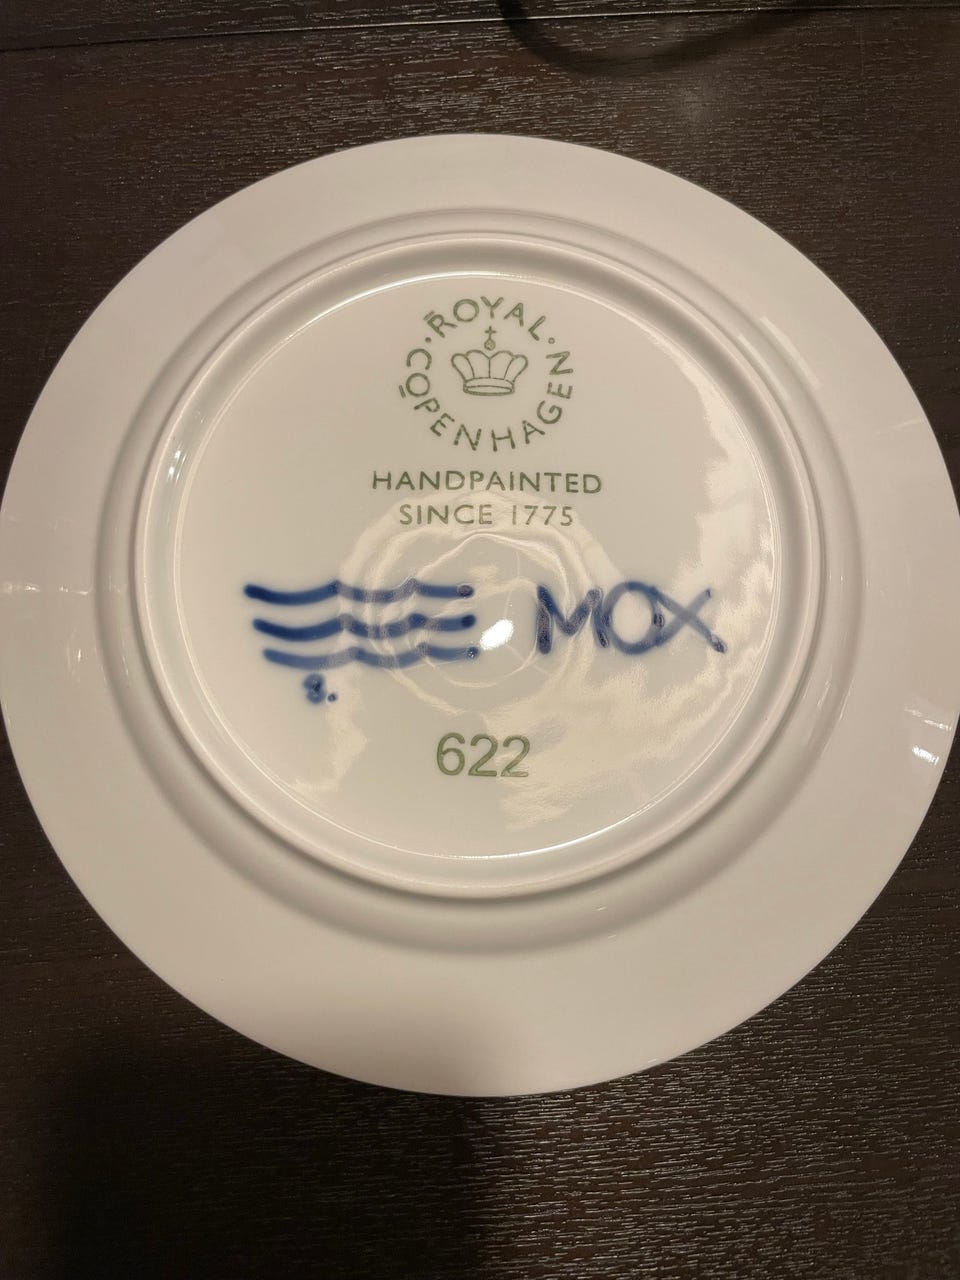 ROYAL COPENHAGEN
HANDPAINTED
SINCE 1775
MOX
622